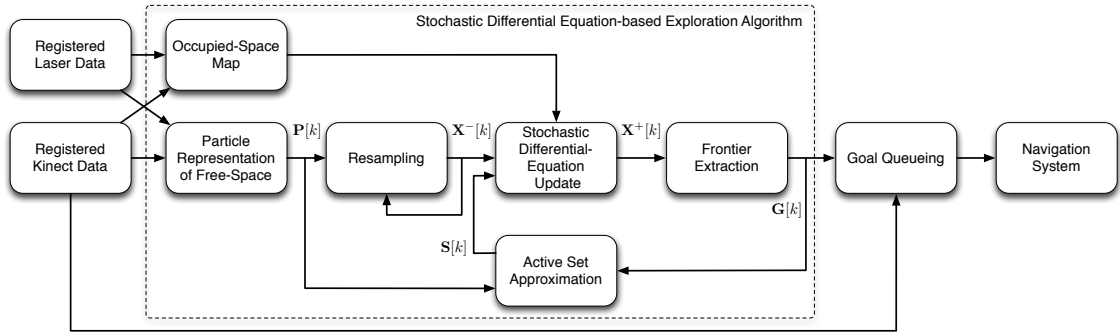 Stochastic Differential Equation-based Exploration Algorithm
Registered
Laser Data
Occupied-Space
Map
Registered
Kinect Data
Particle
Representation
of Free-Space
P[k]
Resampling
X⁻[k]
Stochastic
Differential-
Equation
Update
X⁺[k]
Frontier
Extraction
G[k]
Goal Queueing
Navigation
System
S[k]
Active Set
Approximation